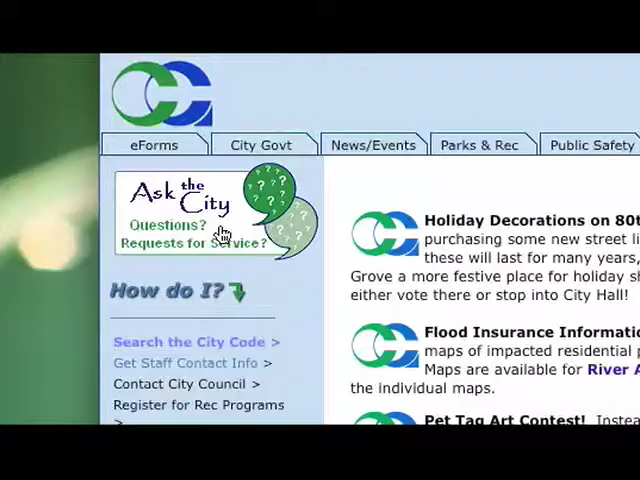 eForms
City Govt
News/Events
Parks & Rec
Public Safety
Ask the City
Questions?
Requests for Service?
How do I?
Search the City Code >
Get Staff Contact Info >
Contact City Council >
Register for Rec Programs
>
Holiday Decorations on 80t
purchasing some new street li
these will last for many years,
Grove a more festive place for holiday s
either vote there or stop into City Hall!
Flood Insurance Informatio
maps of impacted residential p
Maps are available for River A
the individual maps.
Pet Tag Art Contest! Instea